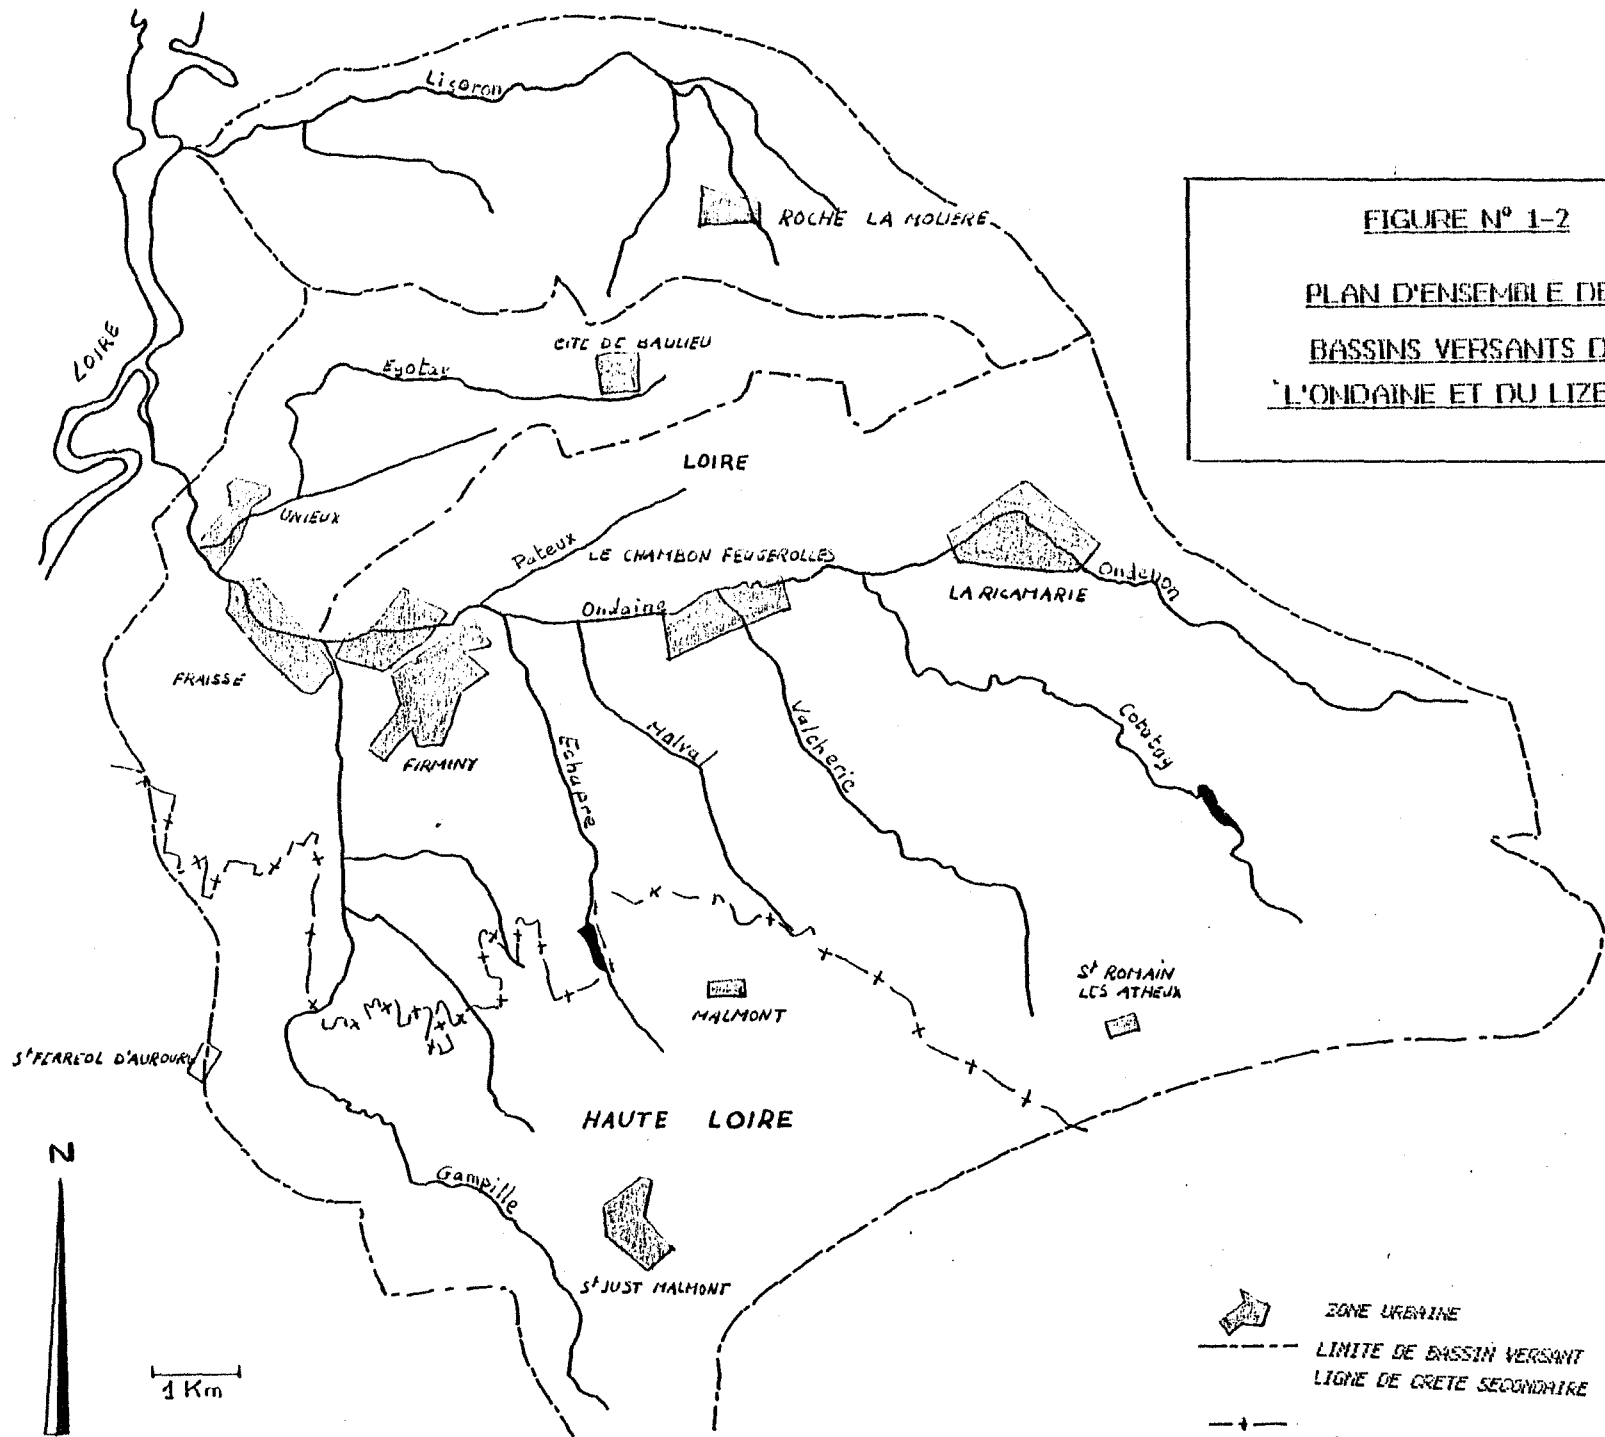 Lizeron
ROCHE LA MOLIERE
FIGURE N° 1-2
PLAN D'ENSEMBLE DE
BASSINS VERSANTS D
L'ONDAINE ET DU LIZE
LOIRE
CITE DE BAULIEU
Egotay
LOIRE
UNIEUX
Pateux
LE CHAMBON FEUGEROLLES
Ondaine
LA RICAMARIE
Ondenon
FRAISSE
FIRMINY
Echapre
Malval
Valcheric
Cotatay
St ROMAIN
LES ATHEUX
MALMONT
St FERREOL D'AUROURE
HAUTE LOIRE
N
Gampille
St JUST MALMONT
1 Km
ZONE URBAINE
LIMITE DE BASSIN VERSANT
LIGNE DE CRETE SECONDAIRE